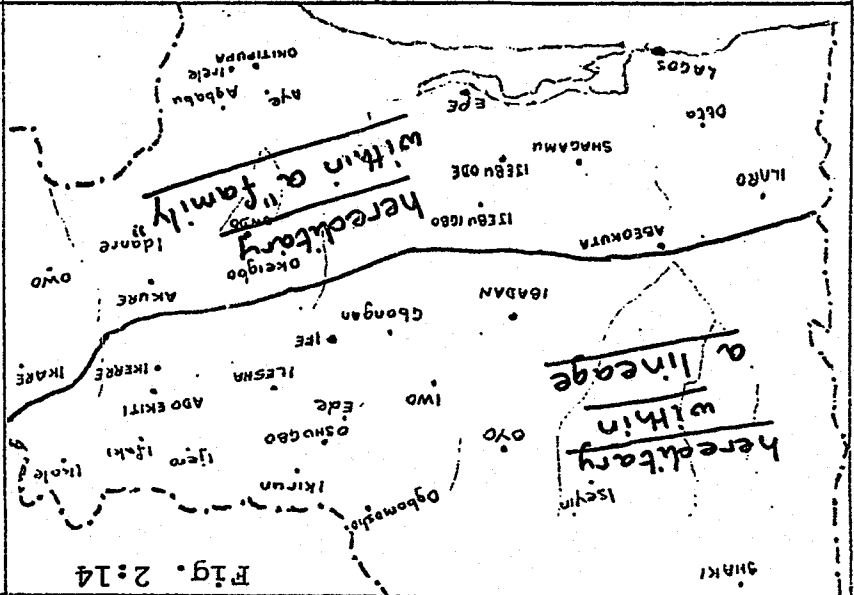 SHAKI
Fig. 2:14
Iseyin
Ogbomosho
Ikirun
Ikole
hereditary
within
a lineage
OYO
OSHOGBO
Ijero
Ifaki
IWO
Ede
ADO EKITI
ILESHA
IKERRE
IKARE
IFE
Gbongan
IBADAN
AKURE
OWO
Okeigbo
Idanre
ABEOKUTA
hereditary
within a "family"
ONDO
IJEBU IGBO
ILARO
IJEBU ODE
SHAGAMU
EPE
Aye
Agbabu
LAGOS
Irele
OKITIPUPA